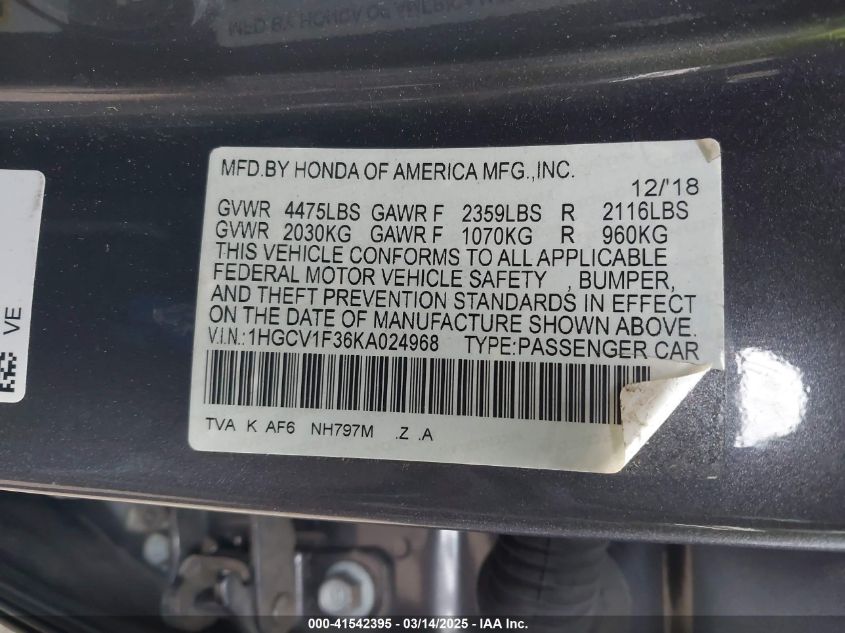 MFD.BY HONDA OF AMERICA MFG.,INC.
12/'18
GVWR 4475LBS GAWR F 2359LBS R 2116LBS
GVWR 2030KG GAWR F 1070KG R 960KG
THIS VEHICLE CONFORMS TO ALL APPLICABLE
FEDERAL MOTOR VEHICLE SAFETY , BUMPER,
AND THEFT PREVENTION STANDARDS IN EFFECT
ON THE DATE OF MANUFACTURE SHOWN ABOVE.
V.I.N.:1HGCV1F36KA024968 TYPE:PASSENGER CAR
TVA K AF6 NH797M .Z .A
VE
000-41542395 — 03/14/2025 — IAA Inc.